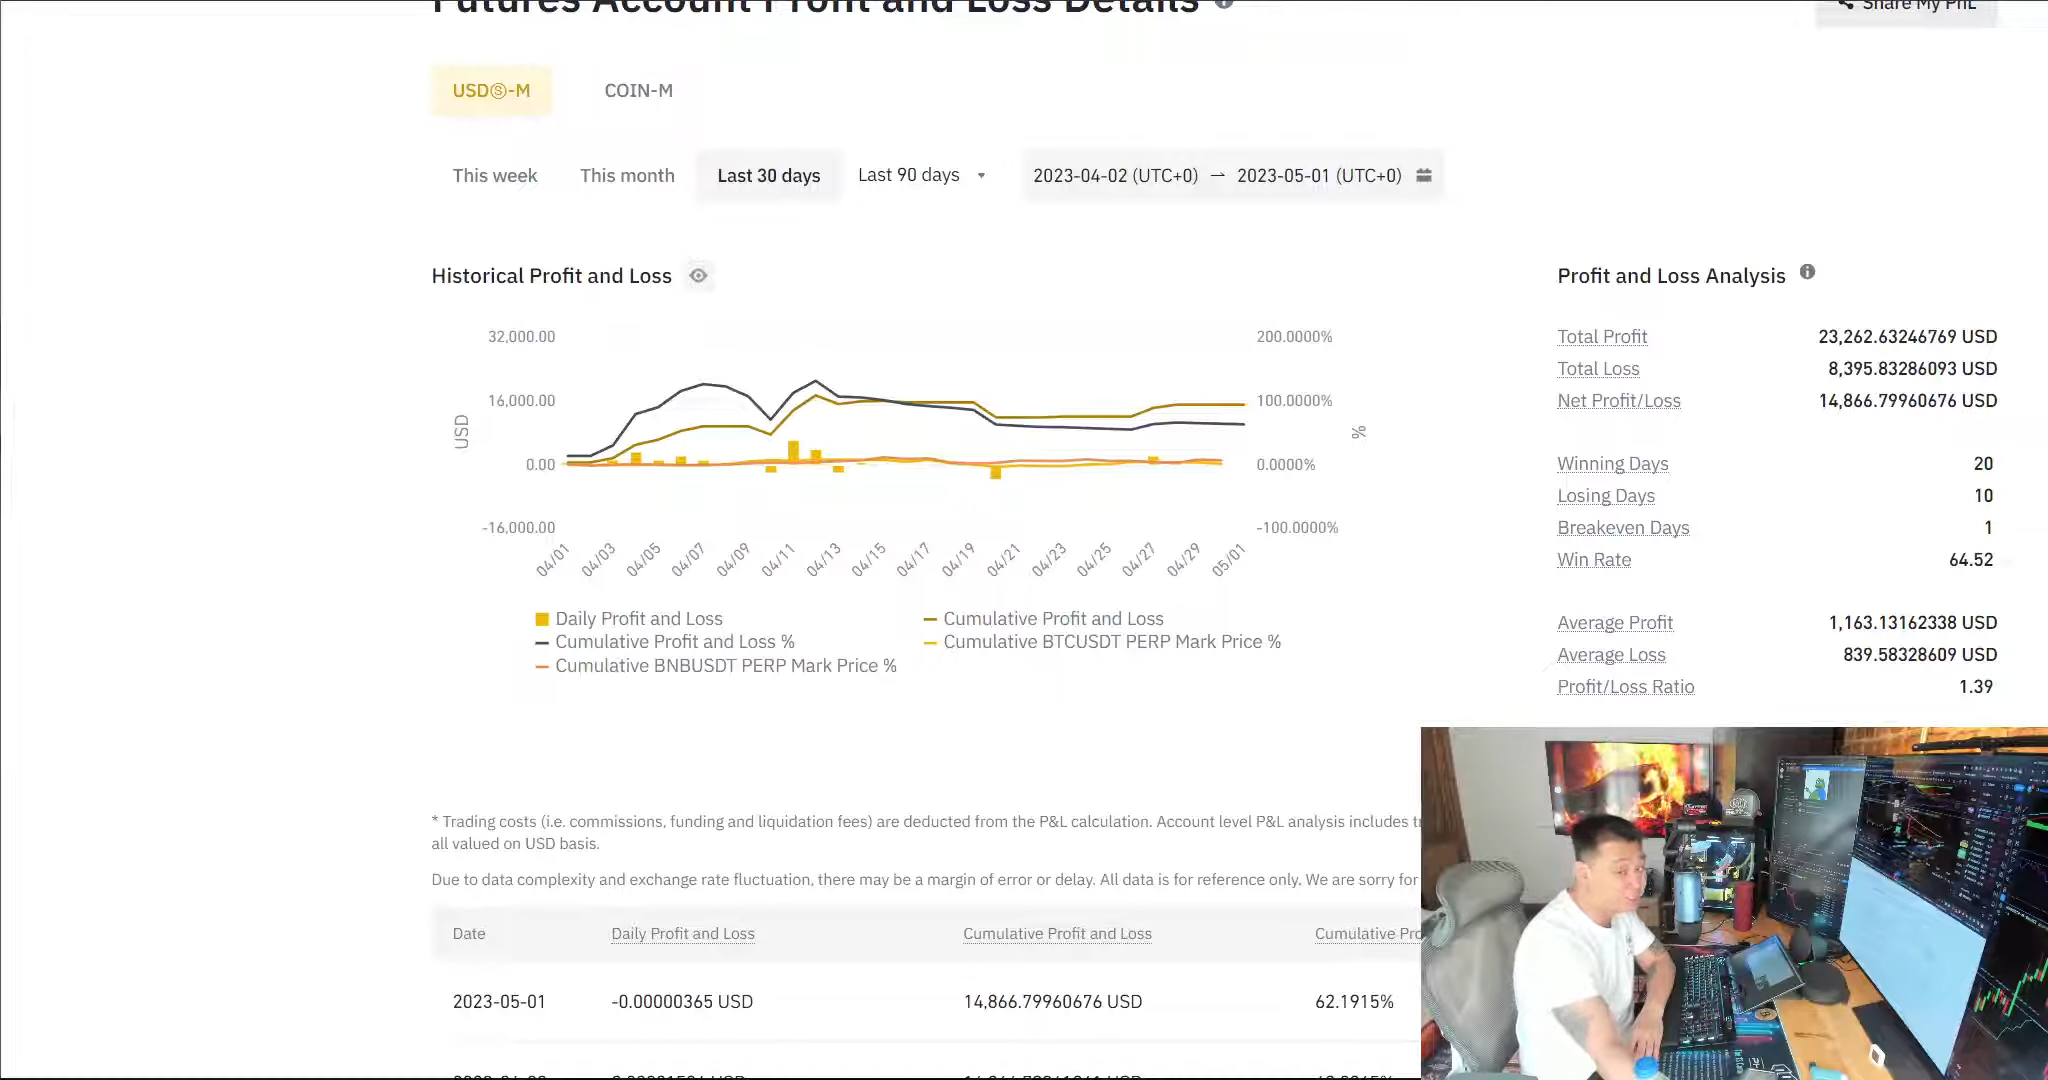 Futures Account Profit and Loss Details
Share My PnL
USDⓈ-M
COIN-M
This week
This month
Last 30 days
Last 90 days
2023-04-02 (UTC+0) → 2023-05-01 (UTC+0)
Historical Profit and Loss
32,000.00
16,000.00
0.00
-16,000.00
USD
200.0000%
100.0000%
0.0000%
-100.0000%
%
04/01
04/03
04/05
04/07
04/09
04/11
04/13
04/15
04/17
04/19
04/21
04/23
04/25
04/27
04/29
05/01
Daily Profit and Loss
Cumulative Profit and Loss
Cumulative Profit and Loss %
Cumulative BTCUSDT PERP Mark Price %
Cumulative BNBUSDT PERP Mark Price %
Profit and Loss Analysis
Total Profit 23,262.63246769 USD
Total Loss 8,395.83286093 USD
Net Profit/Loss 14,866.79960676 USD
Winning Days 20
Losing Days 10
Breakeven Days 1
Win Rate 64.52
Average Profit 1,163.13162338 USD
Average Loss 839.58328609 USD
Profit/Loss Ratio 1.39
* Trading costs (i.e. commissions, funding and liquidation fees) are deducted from the P&L calculation. Account level P&L analysis includes
all valued on USD basis.
Due to data complexity and exchange rate fluctuation, there may be a margin of error or delay. All data is for reference only. We are sorry for
Date Daily Profit and Loss Cumulative Profit and Loss Cumulative
2023-05-01 -0.00000365 USD 14,866.79960676 USD 62.1915%